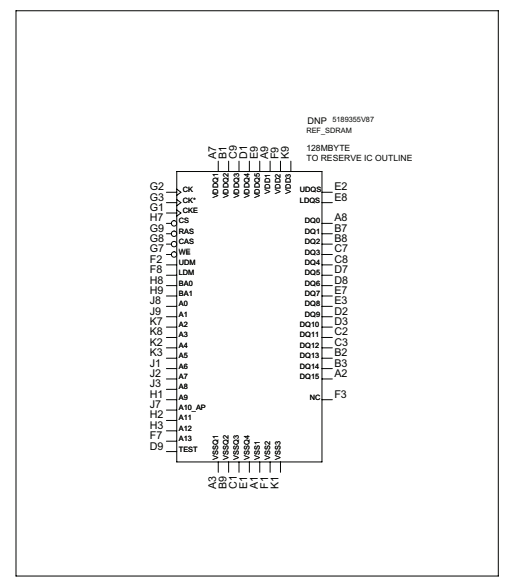 DNP 5189355V87
REF_SDRAM
128MBYTE
TO RESERVE IC OUTLINE
A7 B1 C9 D1 E9 A9 F9 K9
VDDQ1 VDDQ2 VDDQ3 VDDQ4 VDDQ5 VDD1 VDD2 VDD3
G2 CK UDQS E2
G3 CK* LDQS E8
G1 CKE
H7 CS DQ0 A8
G9 RAS DQ1 B7
G8 CAS DQ2 B8
G7 WE DQ3 C7
F2 UDM DQ4 C8
F8 LDM DQ5 D7
H8 BA0 DQ6 D8
H9 BA1 DQ7 E7
J8 A0 DQ8 E3
J9 A1 DQ9 D2
K7 A2 DQ10 D3
K8 A3 DQ11 C2
K2 A4 DQ12 C3
K3 A5 DQ13 B2
J1 A6 DQ14 B3
J2 A7 DQ15 A2
J3 A8
H1 A9 NC F3
J7 A10_AP
H2 A11
H3 A12
F7 A13
D9 TEST
VSSQ1 VSSQ2 VSSQ3 VSSQ4 VSS1 VSS2 VSS3
A3 B9 C1 E1 A1 F1 K1